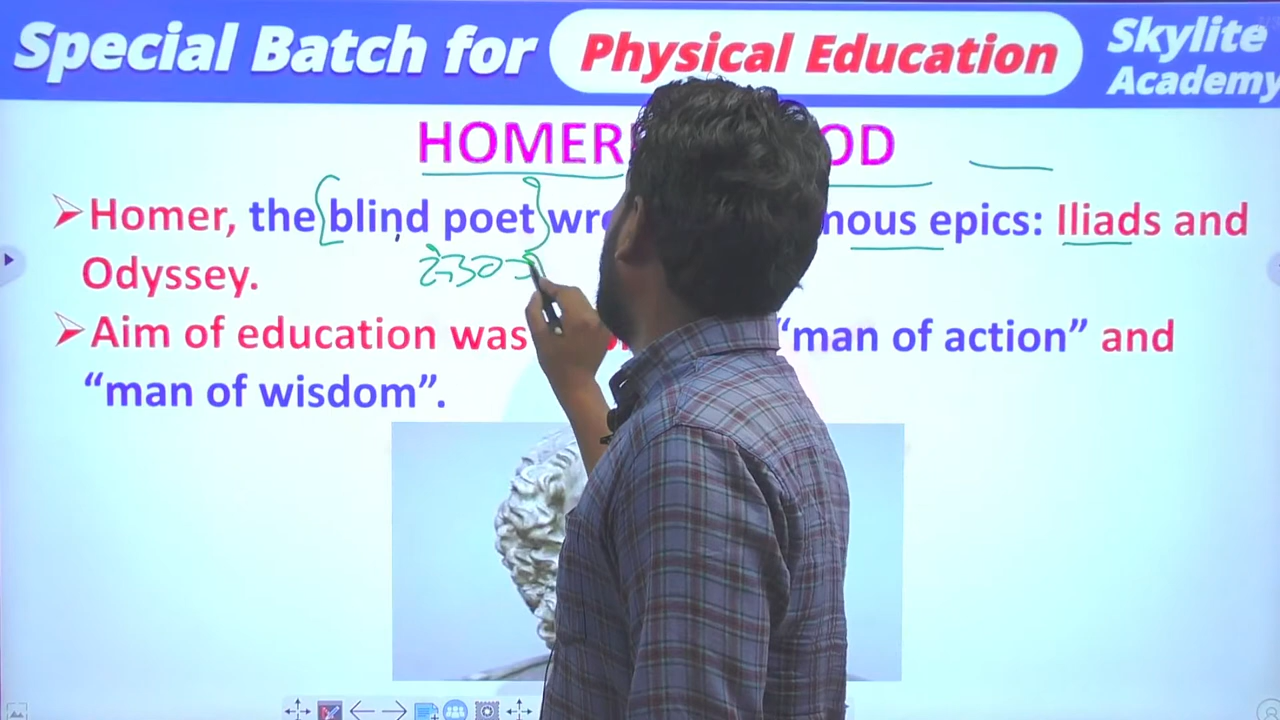 Special Batch for Physical Education Skylite
Academy
HOMER OD
➢Homer, the blind poet wr nous epics: Iliads and
Odyssey.
➢Aim of education was “man of action” and
“man of wisdom”.